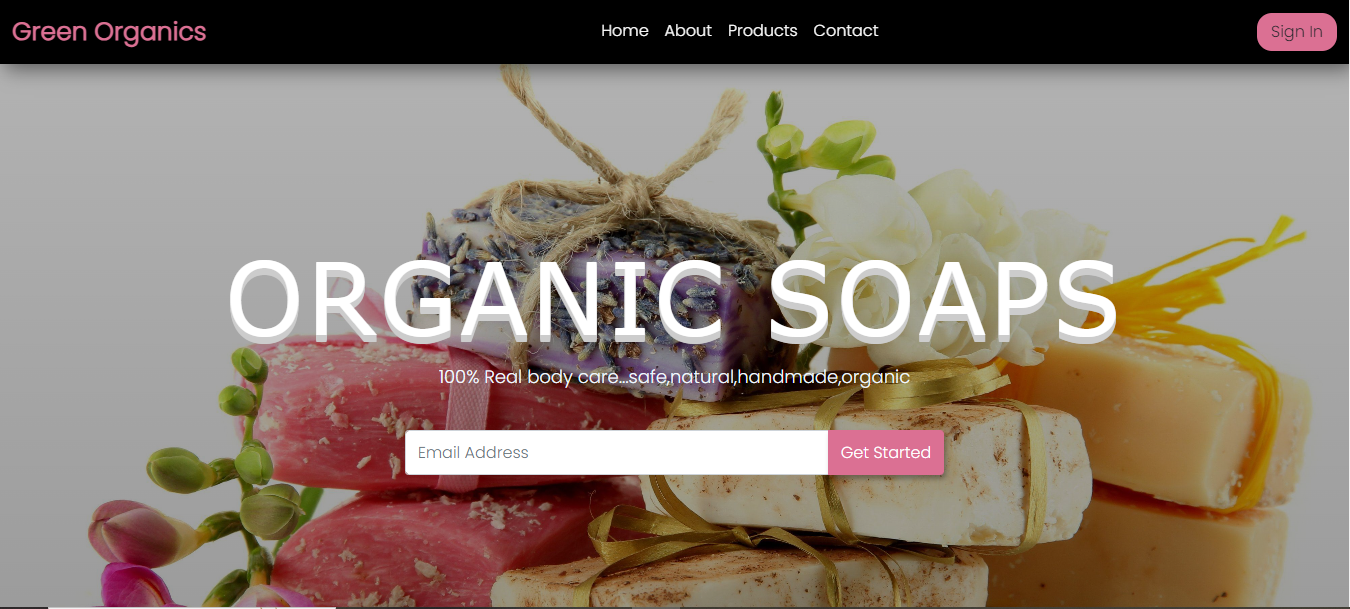 Green Organics
Home About Products Contact
Sign In
ORGANIC SOAPS
100% Real body care...safe,natural,handmade,organic
Email Address
Get Started